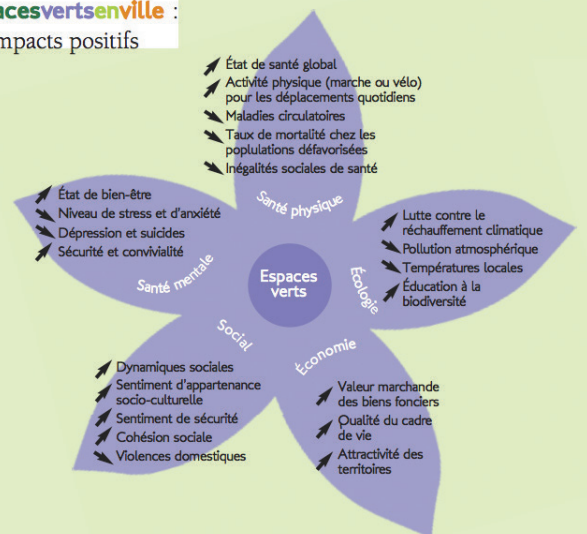 acesvertsenville :
mpacts positifs
État de santé global
Activité physique (marche ou vélo)
pour les déplacements quotidiens
Maladies circulatoires
Taux de mortalité chez les
poplulations défavorisées
Inégalités sociales de santé
Santé physique
État de bien-être
Niveau de stress et d'anxiété
Dépression et suicides
Sécurité et convivialité
Santé mentale
Lutte contre le
réchauffement climatique
Pollution atmosphérique
Températures locales
Éducation à la
biodiversité
Écologie
Espaces
verts
Social
Dynamiques sociales
Sentiment d'appartenance
socio-culturelle
Sentiment de sécurité
Cohésion sociale
Violences domestiques
Économie
Valeur marchande
des biens fonciers
Qualité du cadre
de vie
Attractivité des
territoires